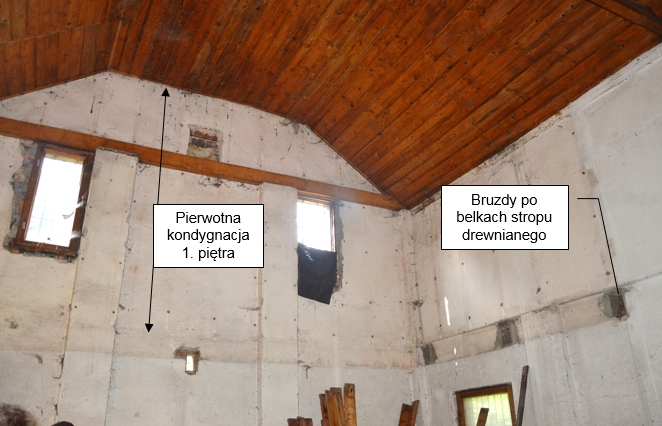 Pierwotna
kondygnacja
1. piętra
Bruzdy po
belkach stropu
drewnianego